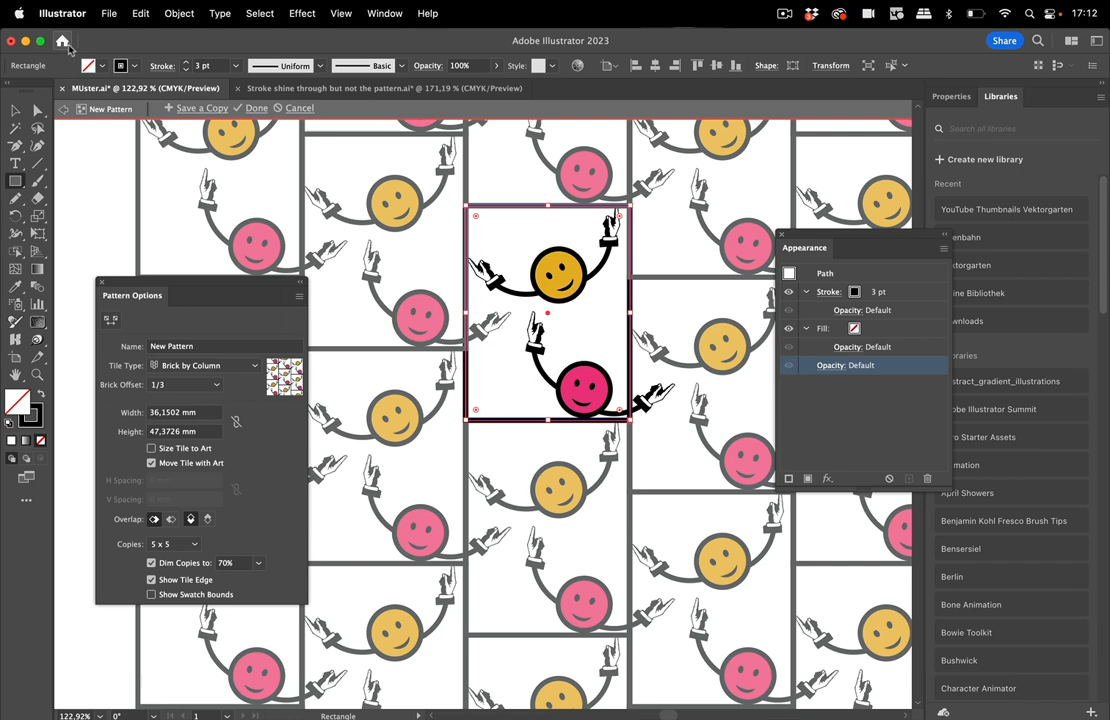 Illustrator File Edit Object Type Select Effect View Window Help 17:12
Adobe Illustrator 2023 Share
Rectangle Stroke: 3 pt Uniform Basic Opacity: 100% Style: Shape: Transform
MUster.ai* @ 122,92 % (CMYK/Preview) Stroke shine through but not the pattern.ai* @ 171,19 % (CMYK/Preview)
New Pattern + Save a Copy Done Cancel
Properties Libraries
Search all libraries
+ Create new library
Recent
YouTube Thumbnails Vektorgarten
Appearance
Path
Stroke: 3 pt
Opacity: Default
Fill:
Opacity: Default
Opacity: Default
fx.
Adobe Illustrator Summit
April Showers
Benjamin Kohl Fresco Brush Tips
Bensersiel
Berlin
Bone Animation
Bowie Toolkit
Bushwick
Character Animator
Pattern Options
Name: New Pattern
Tile Type: Brick by Column
Brick Offset: 1/3
Width: 36,1502 mm
Height: 47,3726 mm
Size Tile to Art
Move Tile with Art
H Spacing:
V Spacing:
Overlap:
Copies: 5 x 5
Dim Copies to: 70%
Show Tile Edge
Show Swatch Bounds
122,92% 0° 1 Rectangle